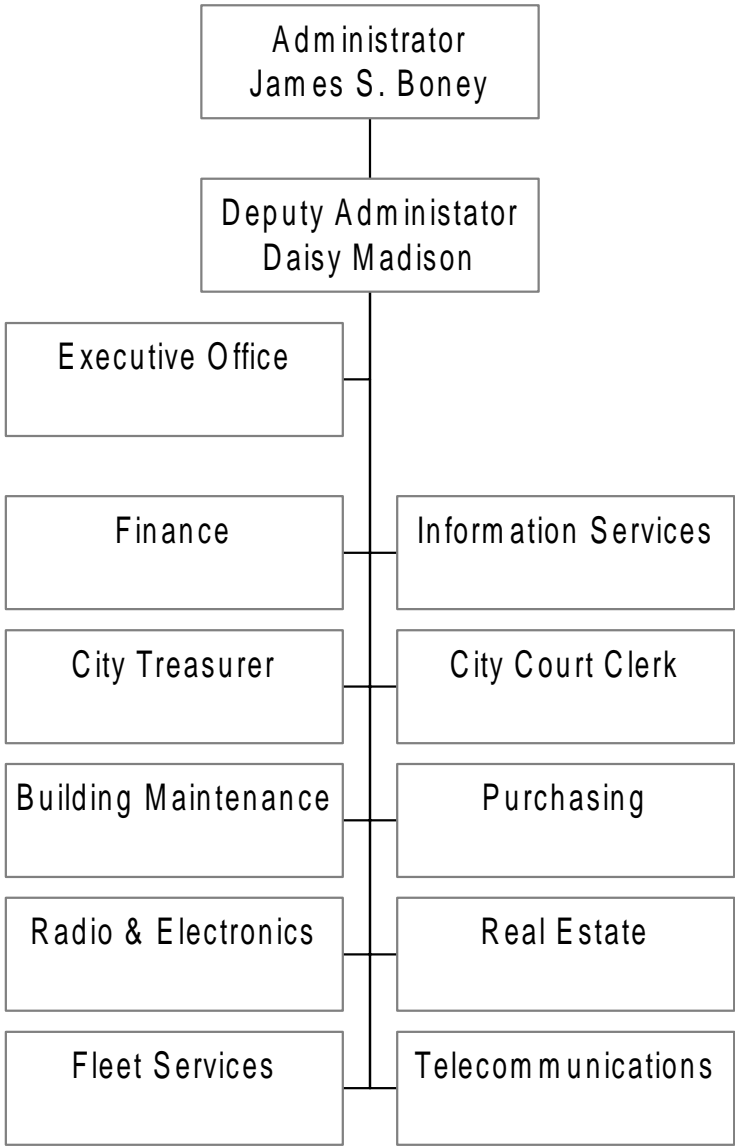 Administrator
James S. Boney
Deputy Administator
Daisy Madison
Executive Office
Finance
Information Services
City Treasurer
City Court Clerk
Building Maintenance
Purchasing
Radio & Electronics
Real Estate
Fleet Services
Telecommunications